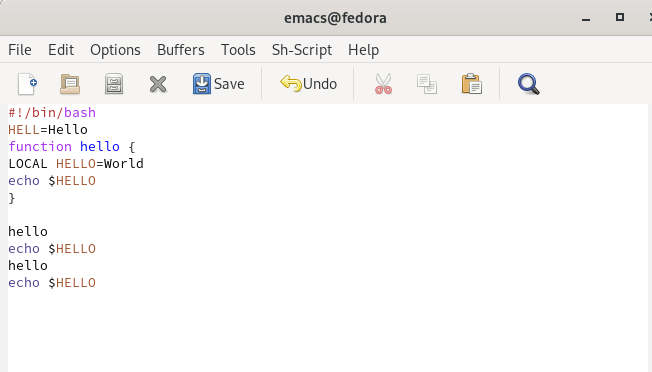 emacs@fedora
File Edit Options Buffers Tools Sh-Script Help
Save Undo
#!/bin/bash
HELL=Hello
function hello {
LOCAL HELLO=World
echo $HELLO
}
hello
echo $HELLO
hello
echo $HELLO